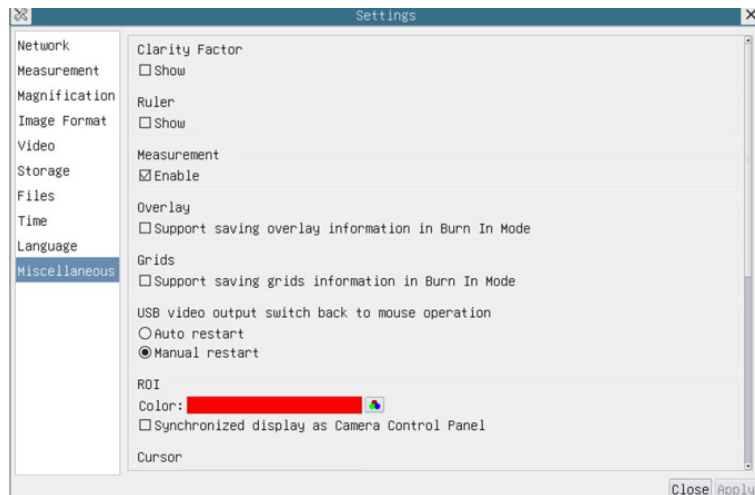 Settings
Network
Measurement
Magnification
Image Format
Video
Storage
Files
Time
Language
Miscellaneous
Clarity Factor
Show
Ruler
Show
Measurement
Enable
Overlay
Support saving overlay information in Burn In Mode
Grids
Support saving grids information in Burn In Mode
USB video output switch back to mouse operation
Auto restart
Manual restart
ROI
Color:
Synchronized display as Camera Control Panel
Cursor
Close Apply